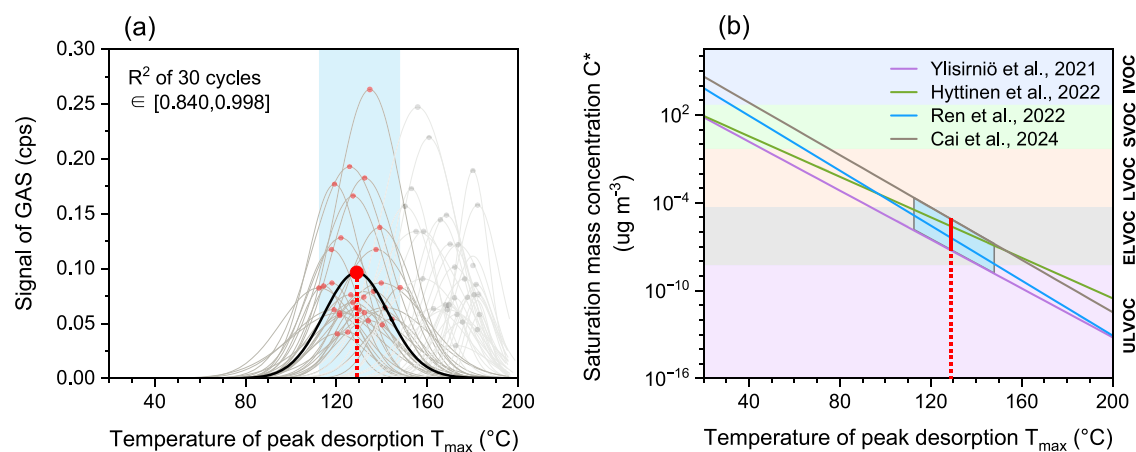 (a)
0.30
0.25
0.20
0.15
0.10
0.05
0.00
Signal of GAS (cps)
R² of 30 cycles
∈ [0.840,0.998]
40
80
120
160
200
Temperature of peak desorption Tmax (°C)
(b)
10²
10⁻⁴
10⁻¹⁰
10⁻¹⁶
Saturation mass concentration C*
(ug m⁻³)
Ylisirniö et al., 2021
Hyttinen et al., 2022
Ren et al., 2022
Cai et al., 2024
IVOC
SVOC
LVOC
ELVOC
ULVOC
40
80
120
160
200
Temperature of peak desorption Tmax (°C)